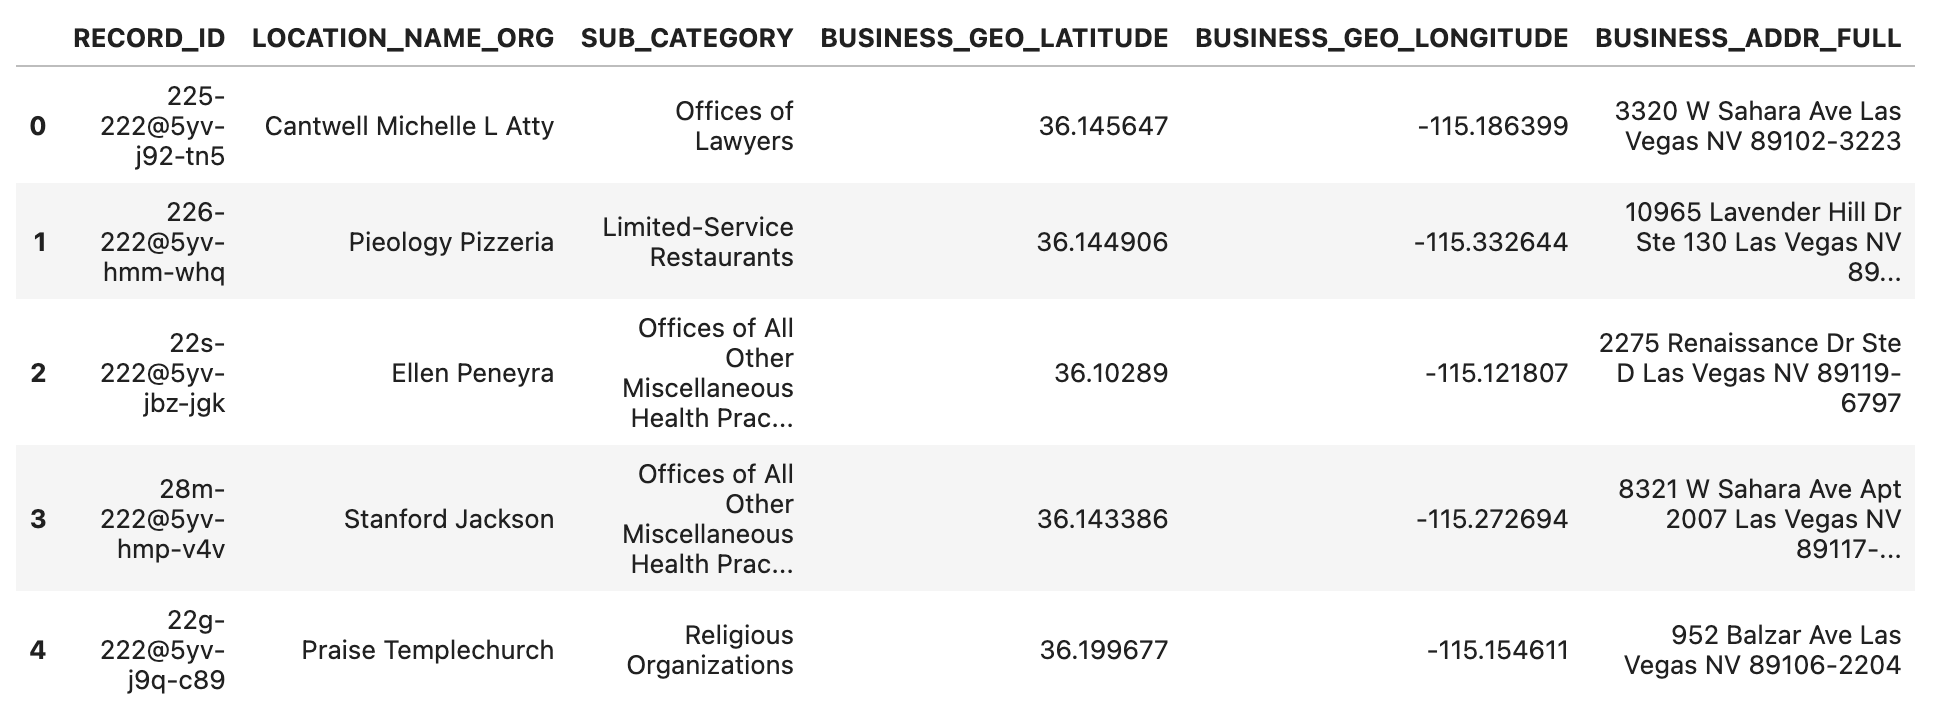 RECORD_ID LOCATION_NAME_ORG SUB_CATEGORY BUSINESS_GEO_LATITUDE BUSINESS_GEO_LONGITUDE BUSINESS_ADDR_FULL
0 225-222@5yv-j92-tn5 Cantwell Michelle L Atty Offices of Lawyers 36.145647 -115.186399 3320 W Sahara Ave Las Vegas NV 89102-3223
1 226-222@5yv-hmm-whq Pieology Pizzeria Limited-Service Restaurants 36.144906 -115.332644 10965 Lavender Hill Dr Ste 130 Las Vegas NV 89...
2 22s-222@5yv-jbz-jgk Ellen Peneyra Offices of All Other Miscellaneous Health Prac... 36.10289 -115.121807 2275 Renaissance Dr Ste D Las Vegas NV 89119-6797
3 28m-222@5yv-hmp-v4v Stanford Jackson Offices of All Other Miscellaneous Health Prac... 36.143386 -115.272694 8321 W Sahara Ave Apt 2007 Las Vegas NV 89117-...
4 22g-222@5yv-j9q-c89 Praise Templechurch Religious Organizations 36.199677 -115.154611 952 Balzar Ave Las Vegas NV 89106-2204